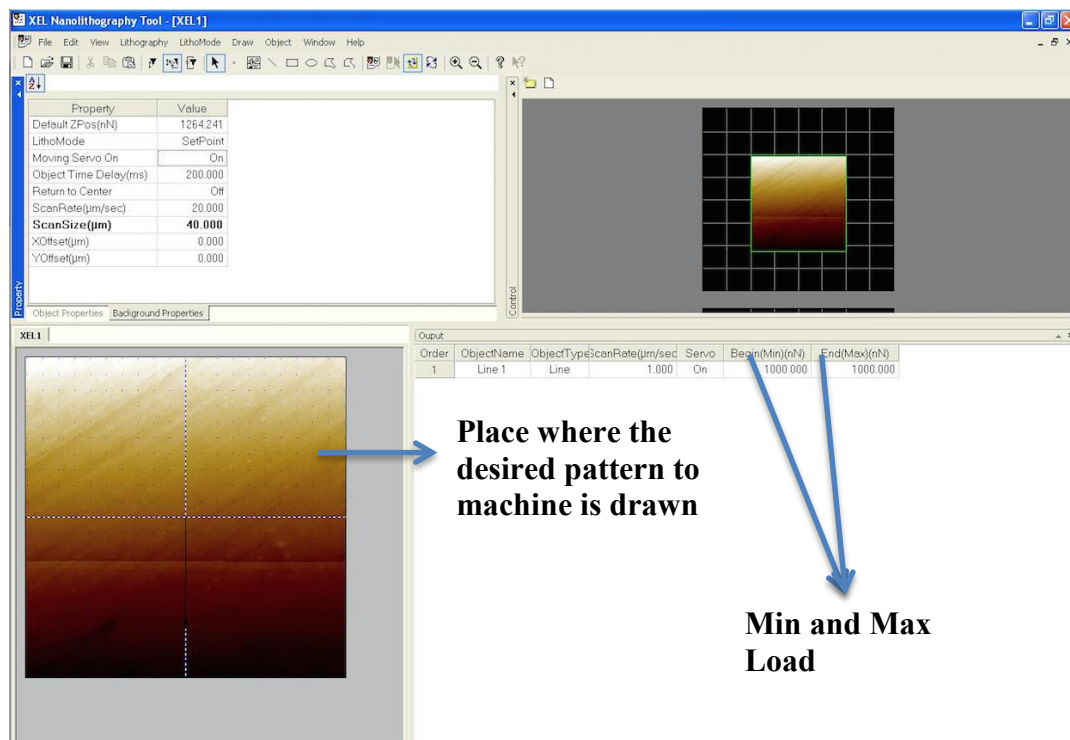 XEL Nanolithography Tool - [XEL1]
File Edit View Lithography LithoMode Draw Object Window Help
Property Value
Default ZPos(nN) 1264.241
LithoMode SetPoint
Moving Servo On On
Object Time Delay(ms) 200.000
Return to Center Off
ScanRate(µm/sec) 20.000
ScanSize(µm) 40.000
XOffset(µm) 0.000
YOffset(µm) 0.000
Property
Object Properties Background Properties
Control
XEL1
Ouput
Order ObjectName ObjectType ScanRate(µm/sec Servo Begin(Min)(nN) End(Max)(nN)
1 Line 1 Line 1.000 On 1000.000 1000.000
Place where the
desired pattern to
machine is drawn
Min and Max
Load